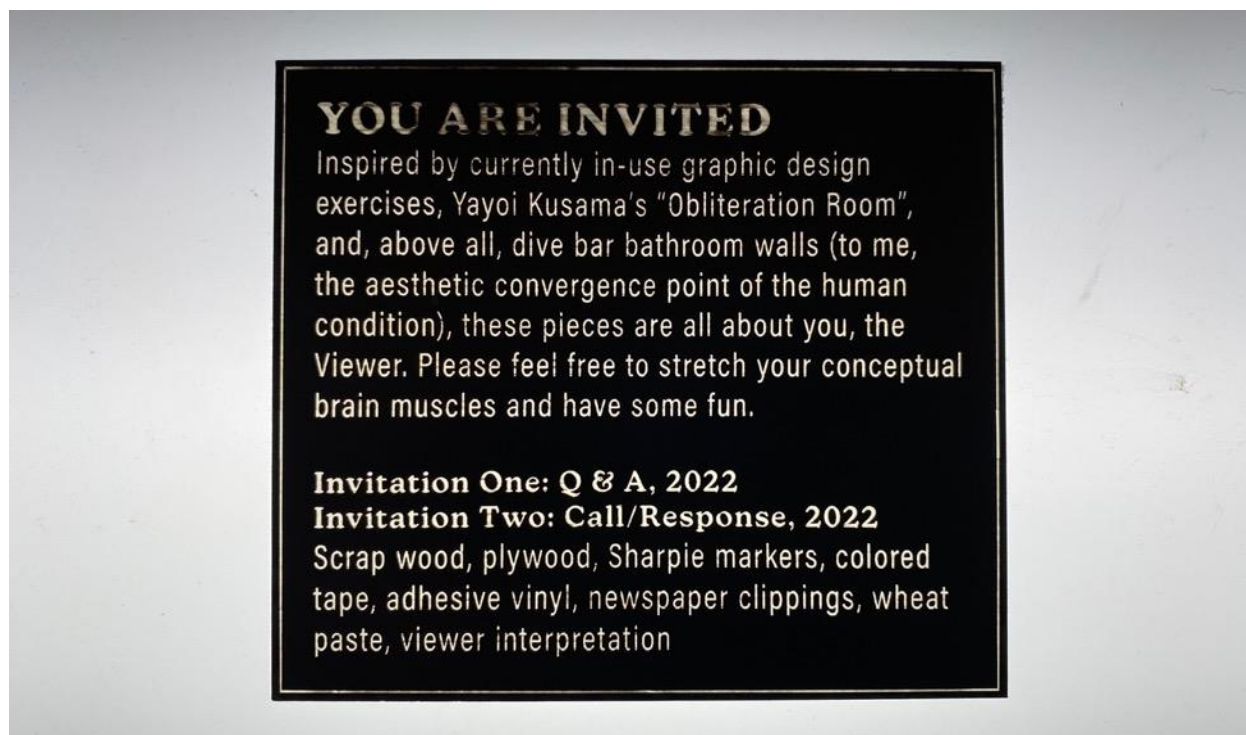 YOU ARE INVITED
Inspired by currently in-use graphic design
exercises, Yayoi Kusama's "Obliteration Room",
and, above all, dive bar bathroom walls (to me,
the aesthetic convergence point of the human
condition), these pieces are all about you, the
Viewer. Please feel free to stretch your conceptual
brain muscles and have some fun.
Invitation One: Q & A, 2022
Invitation Two: Call/Response, 2022
Scrap wood, plywood, Sharpie markers, colored
tape, adhesive vinyl, newspaper clippings, wheat
paste, viewer interpretation